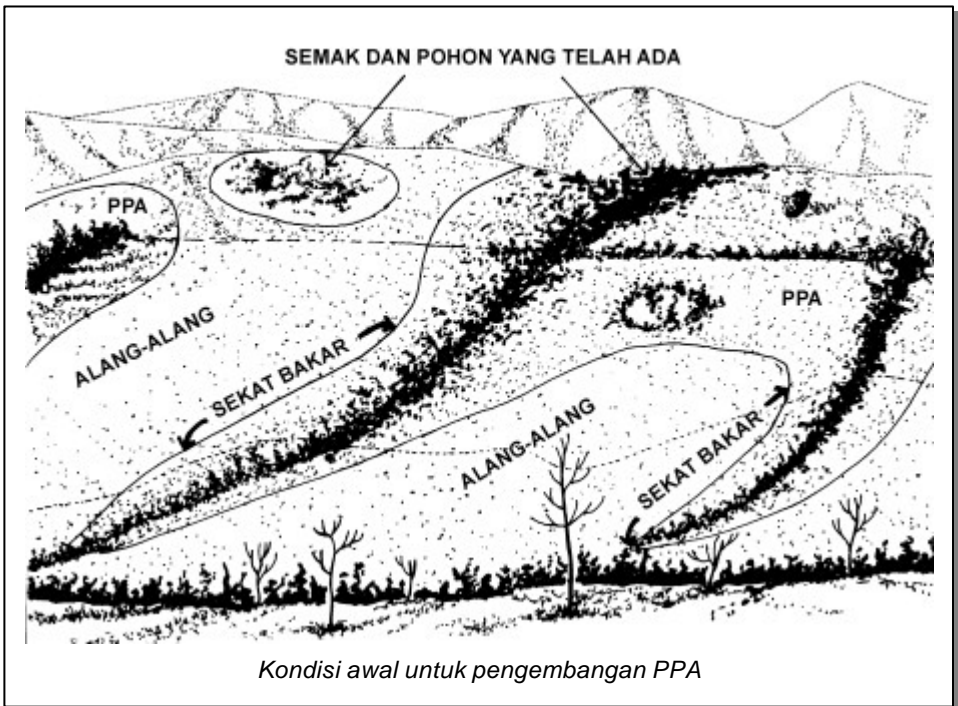 SEMAK DAN POHON YANG TELAH ADA
PPA
ALANG-ALANG
SEKAT BAKAR
PPA
ALANG-ALANG
SEKAT BAKAR
Kondisi awal untuk pengembangan PPA